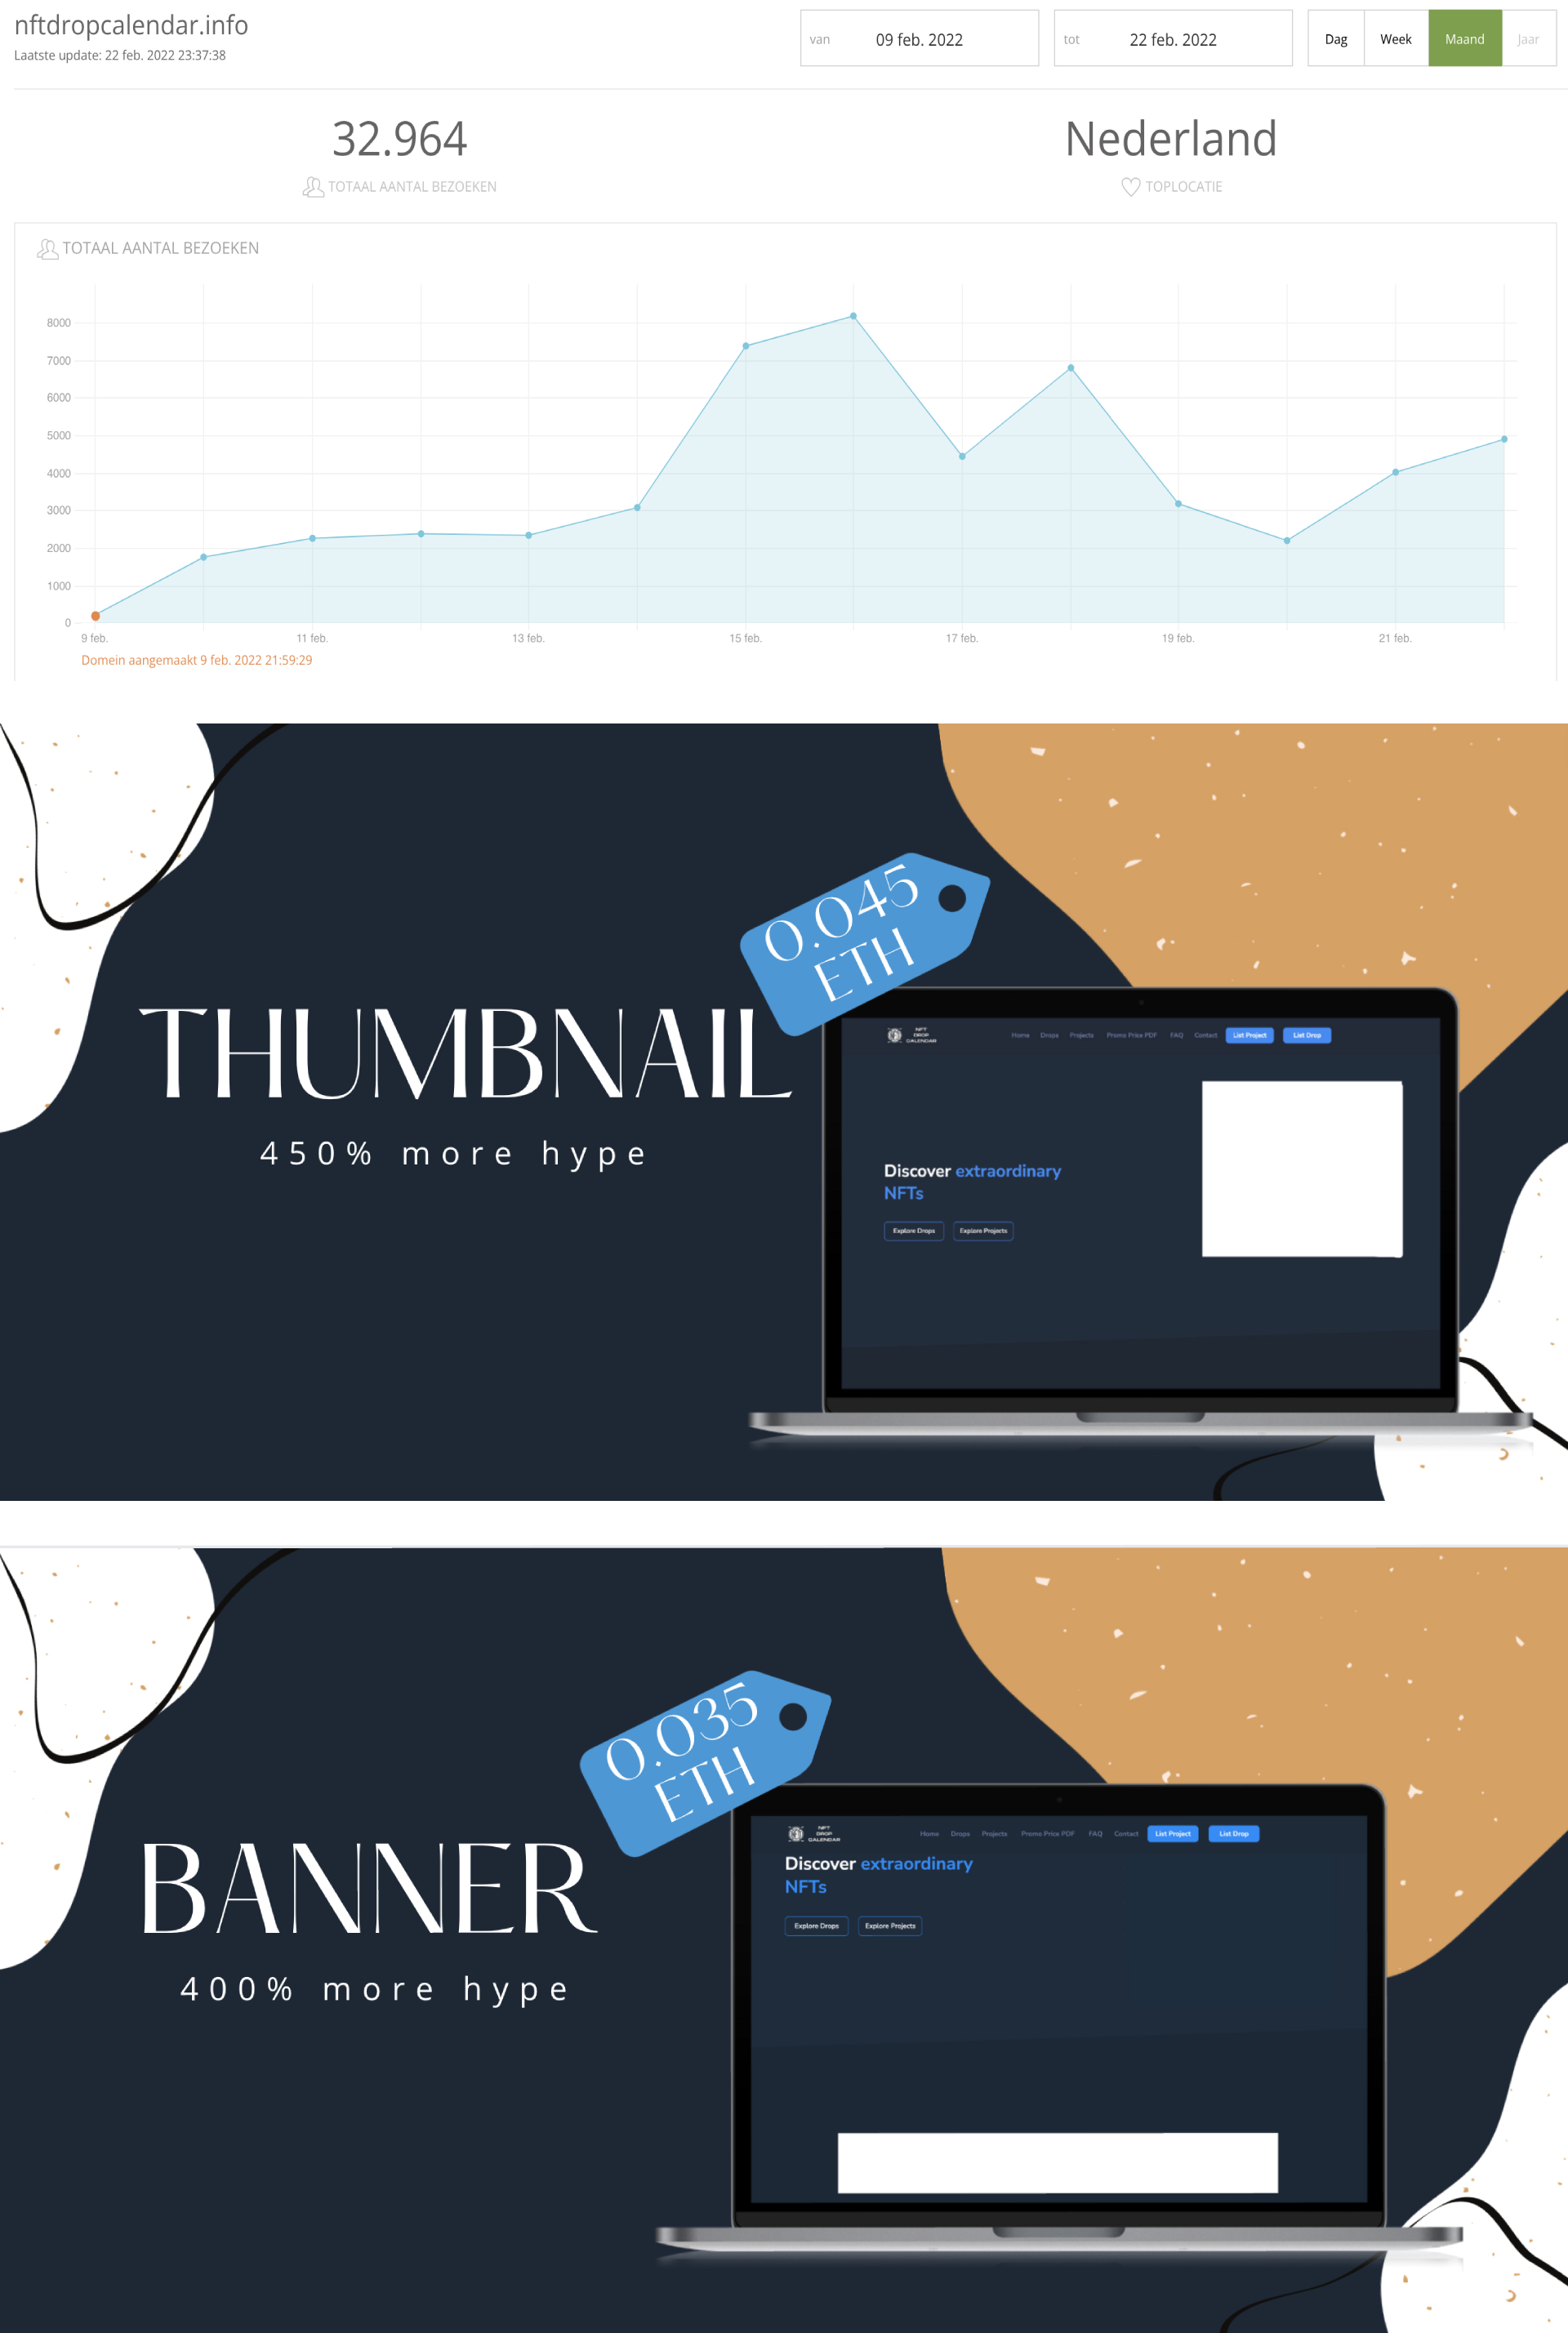 nftdropcalendar.info
Laatste update: 22 feb. 2022 23:37:38
van 09 feb. 2022
tot 22 feb. 2022
Dag Week Maand Jaar
32.964
TOTAAL AANTAL BEZOEKEN
Nederland
TOPLOCATIE
TOTAAL AANTAL BEZOEKEN
8000
7000
6000
5000
4000
3000
2000
1000
0
9 feb. 11 feb. 13 feb. 15 feb. 17 feb. 19 feb. 21 feb.
Domein aangemaakt 9 feb. 2022 21:59:29
0.045
ETH
THUMBNAIL
450% more hype
NFT
DROP
CALENDAR
Home Drops Projects Promo Price PDF FAQ Contact List Project List Drop
Discover extraordinary
NFTs
Explore Drops Explore Projects
0.035
ETH
BANNER
400% more hype
NFT
DROP
CALENDAR
Home Drops Projects Promo Price PDF FAQ Contact List Project List Drop
Discover extraordinary
NFTs
Explore Drops Explore Projects